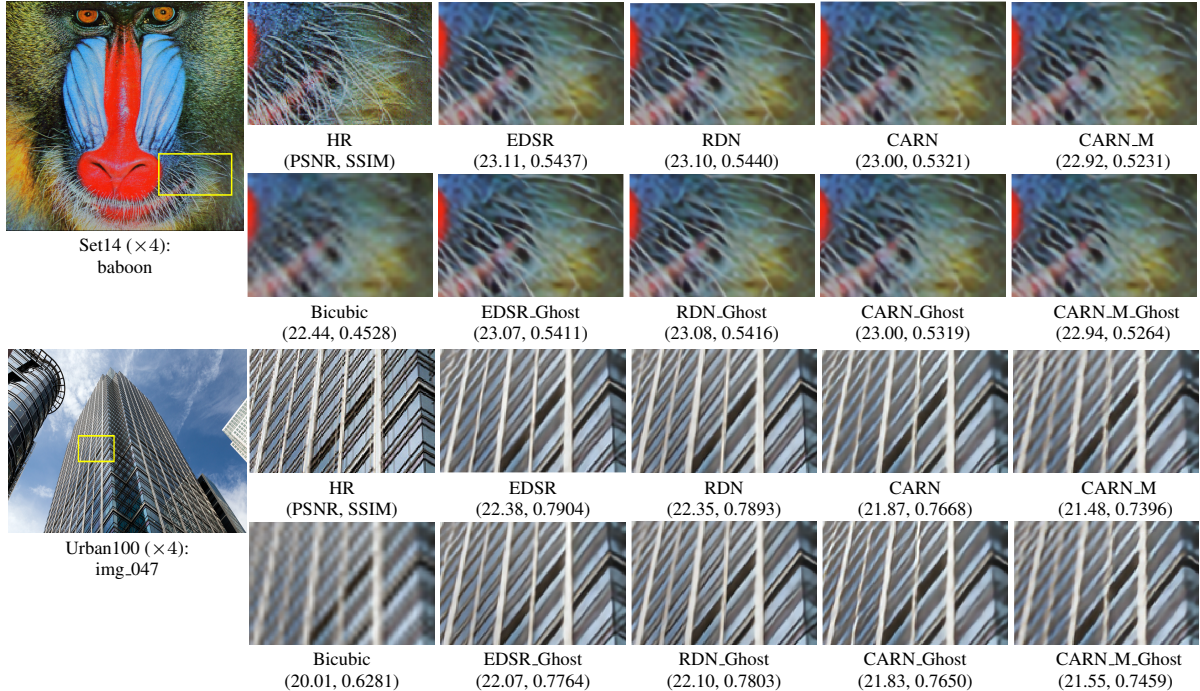 HR
(PSNR, SSIM)
EDSR
(23.11, 0.5437)
RDN
(23.10, 0.5440)
CARN
(23.00, 0.5321)
CARN_M
(22.92, 0.5231)
Set14 (×4):
baboon
Bicubic
(22.44, 0.4528)
EDSR_Ghost
(23.07, 0.5411)
RDN_Ghost
(23.08, 0.5416)
CARN_Ghost
(23.00, 0.5319)
CARN_M_Ghost
(22.94, 0.5264)
HR
(PSNR, SSIM)
EDSR
(22.38, 0.7904)
RDN
(22.35, 0.7893)
CARN
(21.87, 0.7668)
CARN_M
(21.48, 0.7396)
Urban100 (×4):
img_047
Bicubic
(20.01, 0.6281)
EDSR_Ghost
(22.07, 0.7764)
RDN_Ghost
(22.10, 0.7803)
CARN_Ghost
(21.83, 0.7650)
CARN_M_Ghost
(21.55, 0.7459)